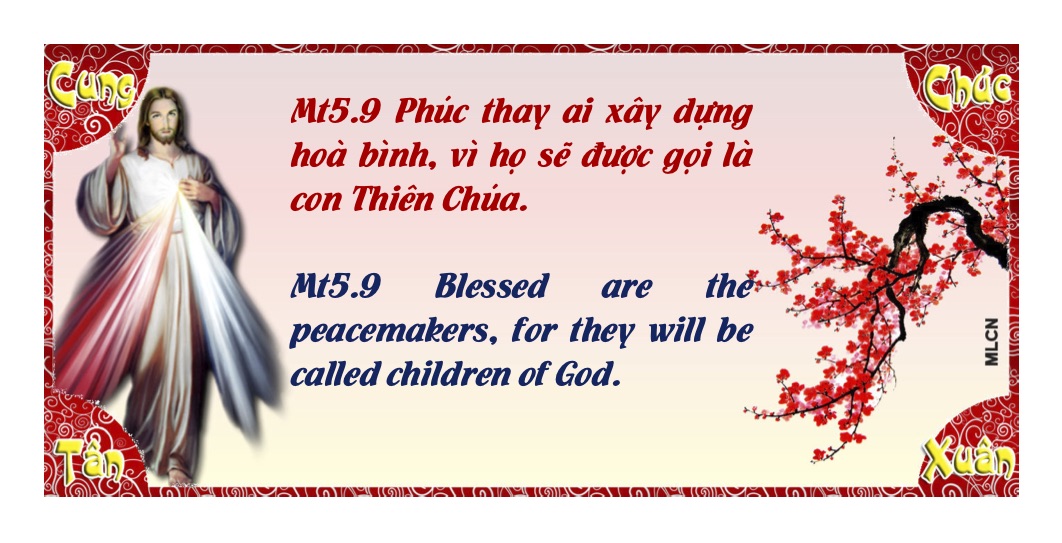 Cung
Chúc
Mt5.9 Phúc thay ai xây dựng
hoà bình, vì họ sẽ được gọi là
con Thiên Chúa.
Mt5.9 Blessed are the
peacemakers, for they will be
called children of God.
MLCN
Tân
Xuân